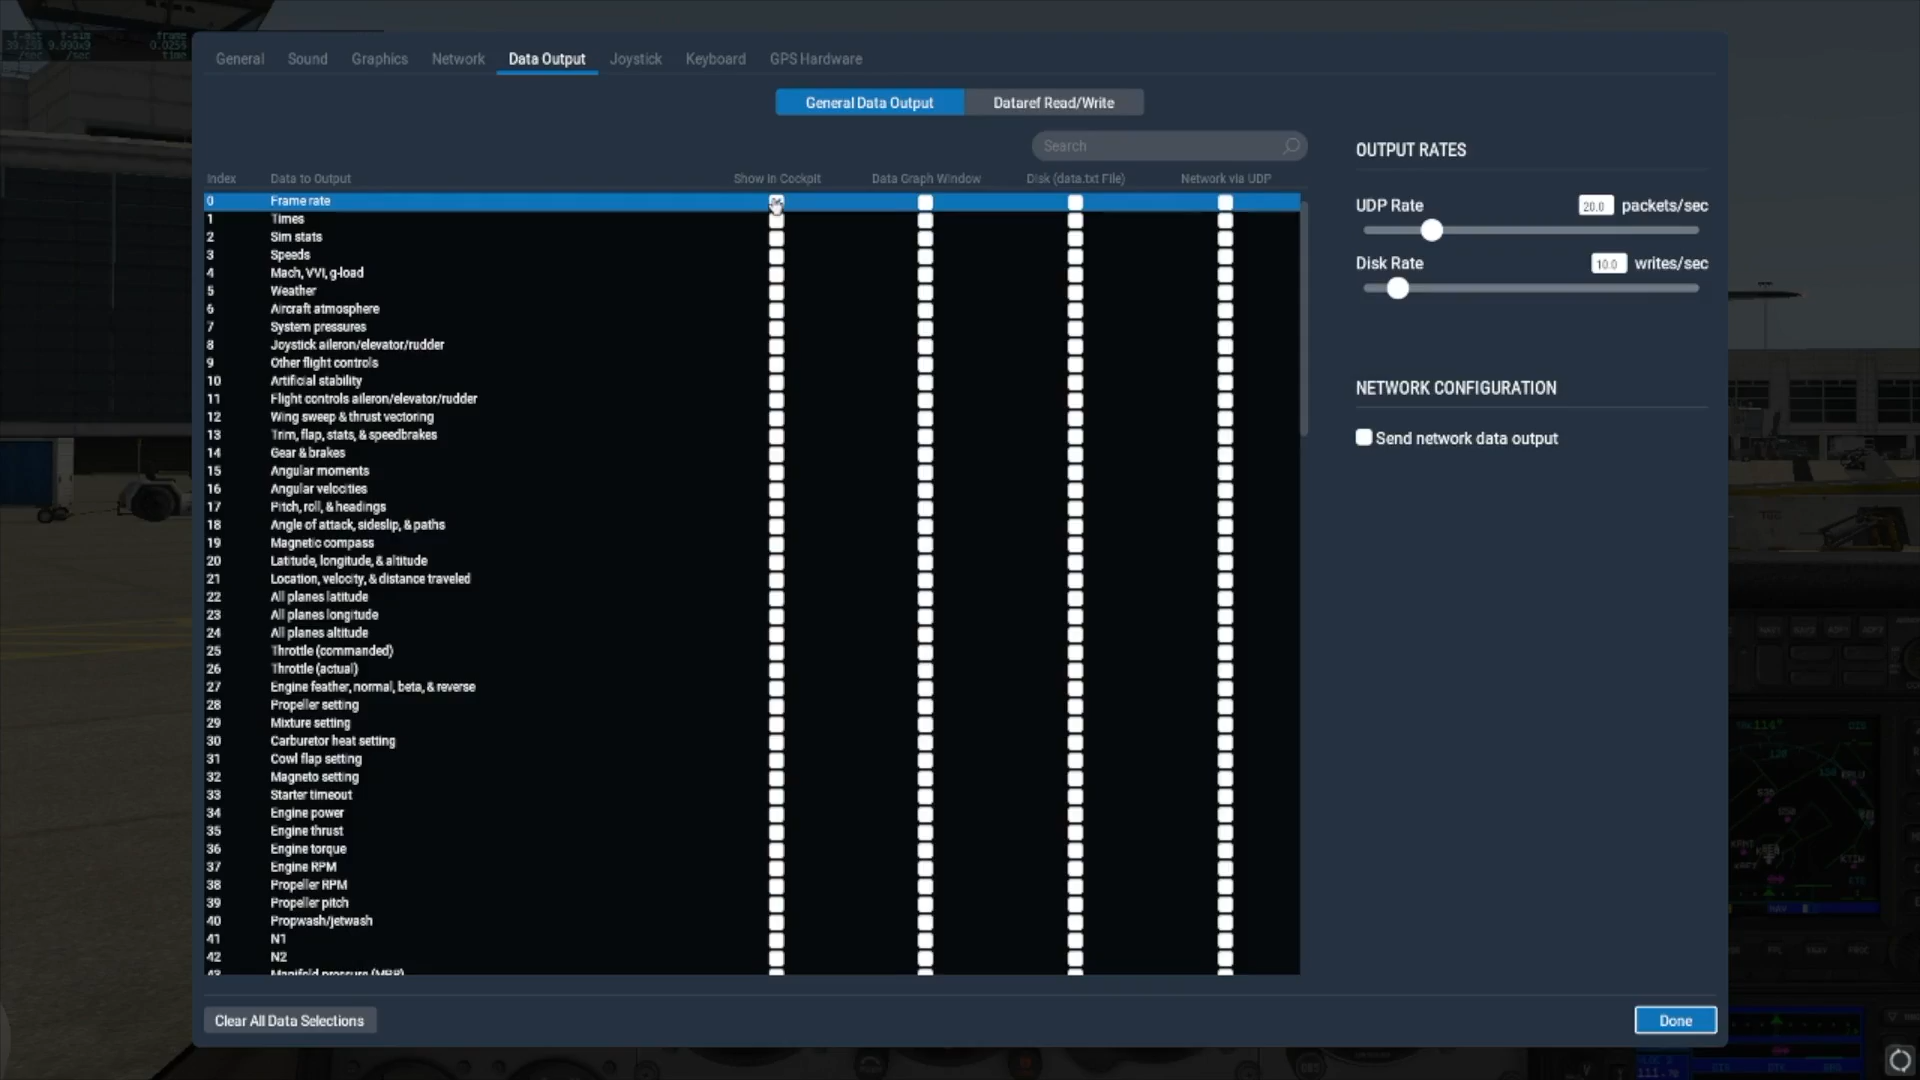 f-act f-sim frame
/sec /sec time
General Sound Graphics Network Data Output Joystick Keyboard GPS Hardware
General Data Output Dataref Read/Write
Search
Index Data to Output Show in Cockpit Data Graph Window Disk (data.txt File) Network via UDP
0 Frame rate
1 Times
2 Sim stats
3 Speeds
4 Mach, VVI, g-load
5 Weather
6 Aircraft atmosphere
7 System pressures
8 Joystick aileron/elevator/rudder
9 Other flight controls
10 Artificial stability
11 Flight controls aileron/elevator/rudder
12 Wing sweep & thrust vectoring
13 Trim, flap, stats, & speedbrakes
14 Gear & brakes
15 Angular moments
16 Angular velocities
17 Pitch, roll, & headings
18 Angle of attack, sideslip, & paths
19 Magnetic compass
20 Latitude, longitude, & altitude
21 Location, velocity, & distance traveled
22 All planes latitude
23 All planes longitude
24 All planes altitude
25 Throttle (commanded)
26 Throttle (actual)
27 Engine feather, normal, beta, & reverse
28 Propeller setting
29 Mixture setting
30 Carburetor heat setting
31 Cowl flap setting
32 Magneto setting
33 Starter timeout
34 Engine power
35 Engine thrust
36 Engine torque
37 Engine RPM
38 Propeller RPM
39 Propeller pitch
40 Propwash/jetwash
41 N1
42 N2
43 Manifold pressure (MPR)
Clear All Data Selections
OUTPUT RATES
UDP Rate 20.0 packets/sec
Disk Rate 10.0 writes/sec
NETWORK CONFIGURATION
Send network data output
Done